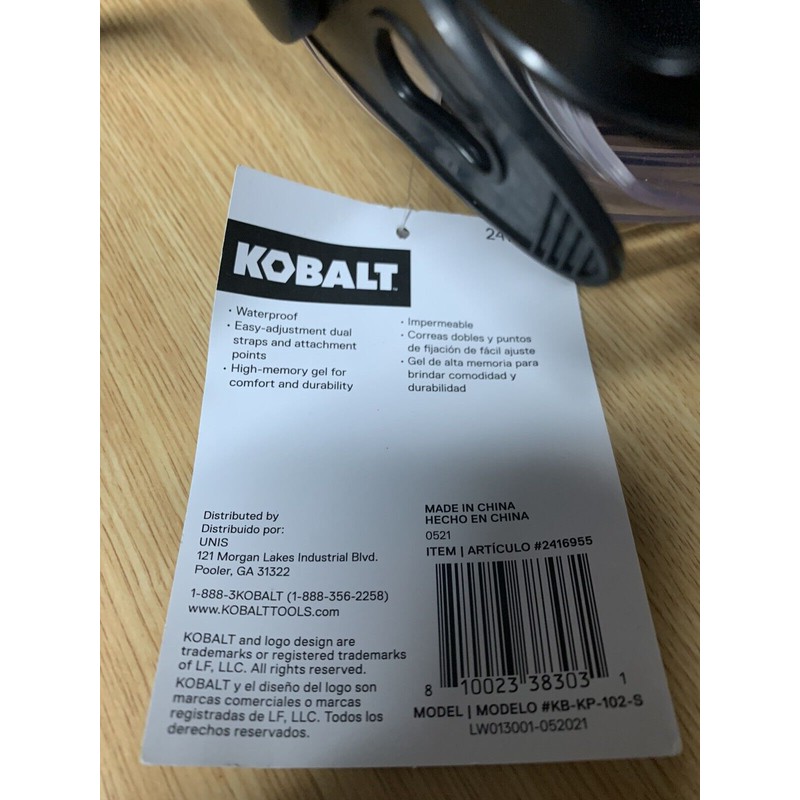 24
KOBALT™
• Waterproof
• Easy-adjustment dual
straps and attachment
points
• High-memory gel for
comfort and durability
• Impermeable
• Correas dobles y puntos
de fijación de fácil ajuste
• Gel de alta memoria para
brindar comodidad y
durabilidad
Distributed by
Distribuido por:
UNIS
121 Morgan Lakes Industrial Blvd.
Pooler, GA 31322
1-888-3KOBALT (1-888-356-2258)
www.KOBALTTOOLS.com
KOBALT and logo design are
trademarks or registered trademarks
of LF, LLC. All rights reserved.
KOBALT y el diseño del logo son
marcas comerciales o marcas
registradas de LF, LLC. Todos los
derechos reservados.
MADE IN CHINA
HECHO EN CHINA
0521
ITEM | ARTÍCULO #2416955
8 10023 38303 1
MODEL | MODELO #KB-KP-102-S
LW013001-052021